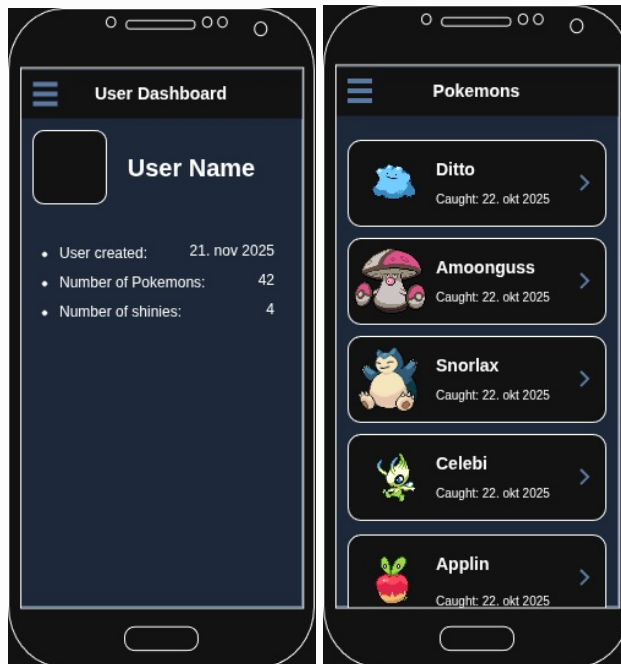 User Dashboard
User Name
User created: 21. nov 2025
Number of Pokemons: 42
Number of shinies: 4
Pokemons
Ditto
Caught: 22. okt 2025
Amoonguss
Caught: 22. okt 2025
Snorlax
Caught: 22. okt 2025
Celebi
Caught: 22. okt 2025
Applin
Caught: 22. okt 2025